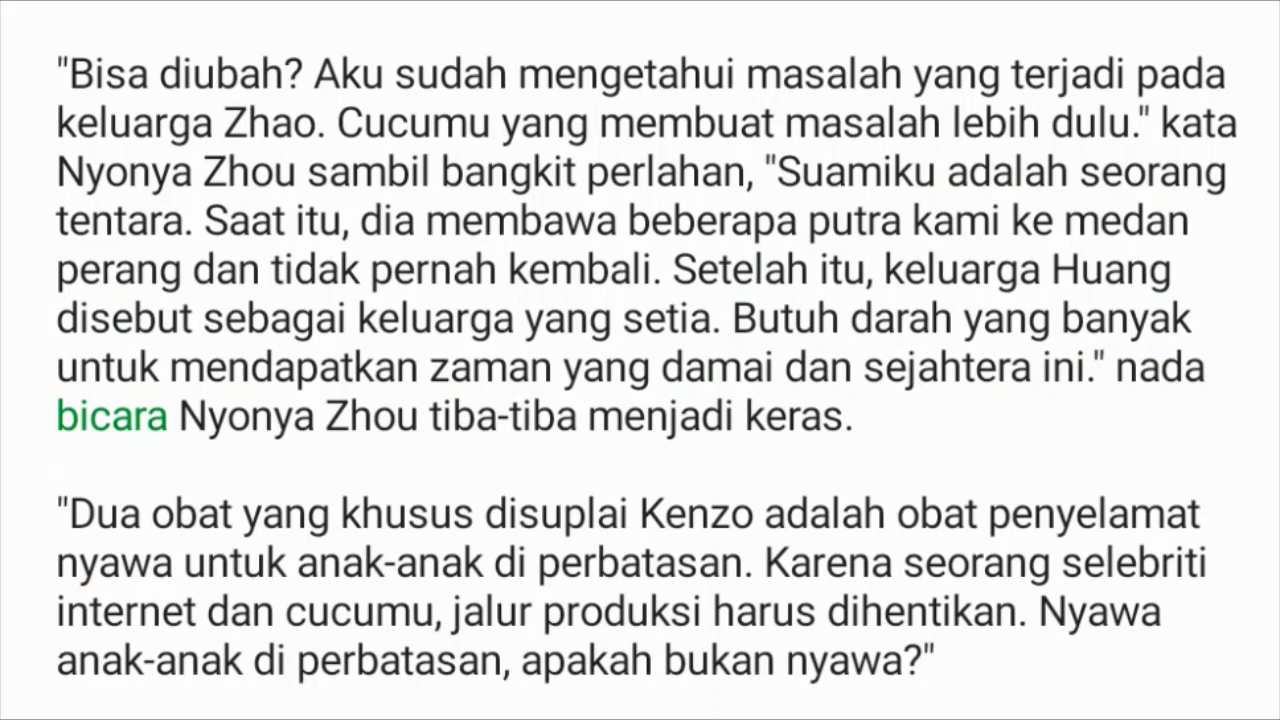 "Bisa diubah? Aku sudah mengetahui masalah yang terjadi pada
keluarga Zhao. Cucumu yang membuat masalah lebih dulu." kata
Nyonya Zhou sambil bangkit perlahan, "Suamiku adalah seorang
tentara. Saat itu, dia membawa beberapa putra kami ke medan
perang dan tidak pernah kembali. Setelah itu, keluarga Huang
disebut sebagai keluarga yang setia. Butuh darah yang banyak
untuk mendapatkan zaman yang damai dan sejahtera ini." nada
bicara Nyonya Zhou tiba-tiba menjadi keras.
"Dua obat yang khusus disuplai Kenzo adalah obat penyelamat
nyawa untuk anak-anak di perbatasan. Karena seorang selebriti
internet dan cucumu, jalur produksi harus dihentikan. Nyawa
anak-anak di perbatasan, apakah bukan nyawa?"